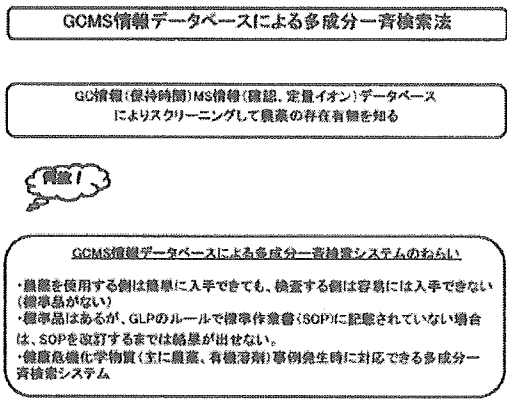 GCMS情報データベースによる多成分一斉検索法
GC情報(保持時間)MS情報(確認、定量イオン)データベース
によりスクリーニングして農薬の存在有無を知る
何故!
GCMS情報データベースによる多成分一斉検索システムのねらい
・農薬を使用する側は簡単に入手できても、検査する側は容易には入手できない
(標準品がない)
・標準品はあるが、GLPのルールで標準作業書(SOP)に記載されていない場合
は、SOPを改訂するまでは結果が出せない。
・健康危機化学物質(主に農薬、有機溶剤)事例発生時に対応できる多成分一
斉検索システム